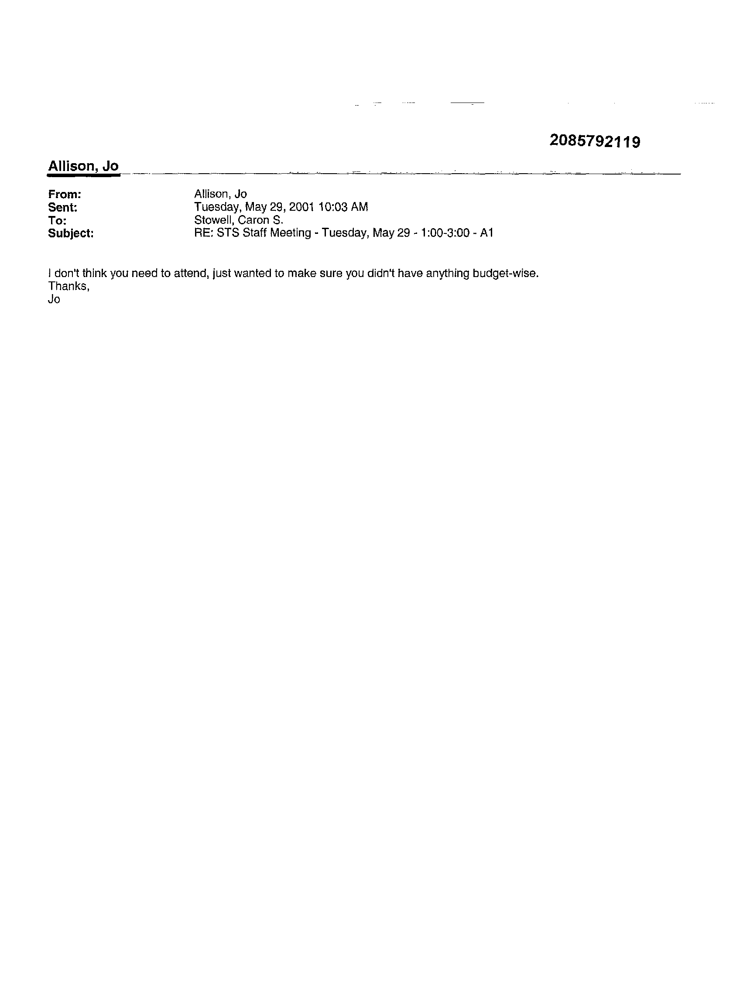 2085792119
Allison, Jo
From: Allison, Jo
Sent: Tuesday, May 29, 2001 10:03 AM
To: Stowell, Caron S.
Subject: RE: STS Staff Meeting - Tuesday, May 29 - 1:00-3:00 - A1
I don't think you need to attend, just wanted to make sure you didn't have anything budget-wise.
Thanks,
Jo